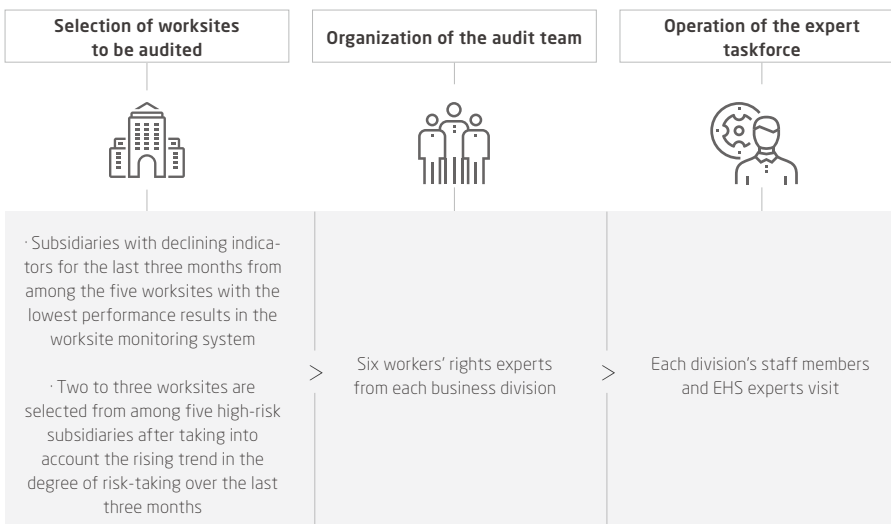 Selection of worksites
to be audited
Organization of the audit team
Operation of the expert
taskforce
· Subsidiaries with declining indica-
tors for the last three months from
among the five worksites with the
lowest performance results in the
worksite monitoring system
· Two to three worksites are
selected from among five high-risk
subsidiaries after taking into
account the rising trend in the
degree of risk-taking over the last
three months
>
Six workers' rights experts
from each business division
>
Each division's staff members
and EHS experts visit